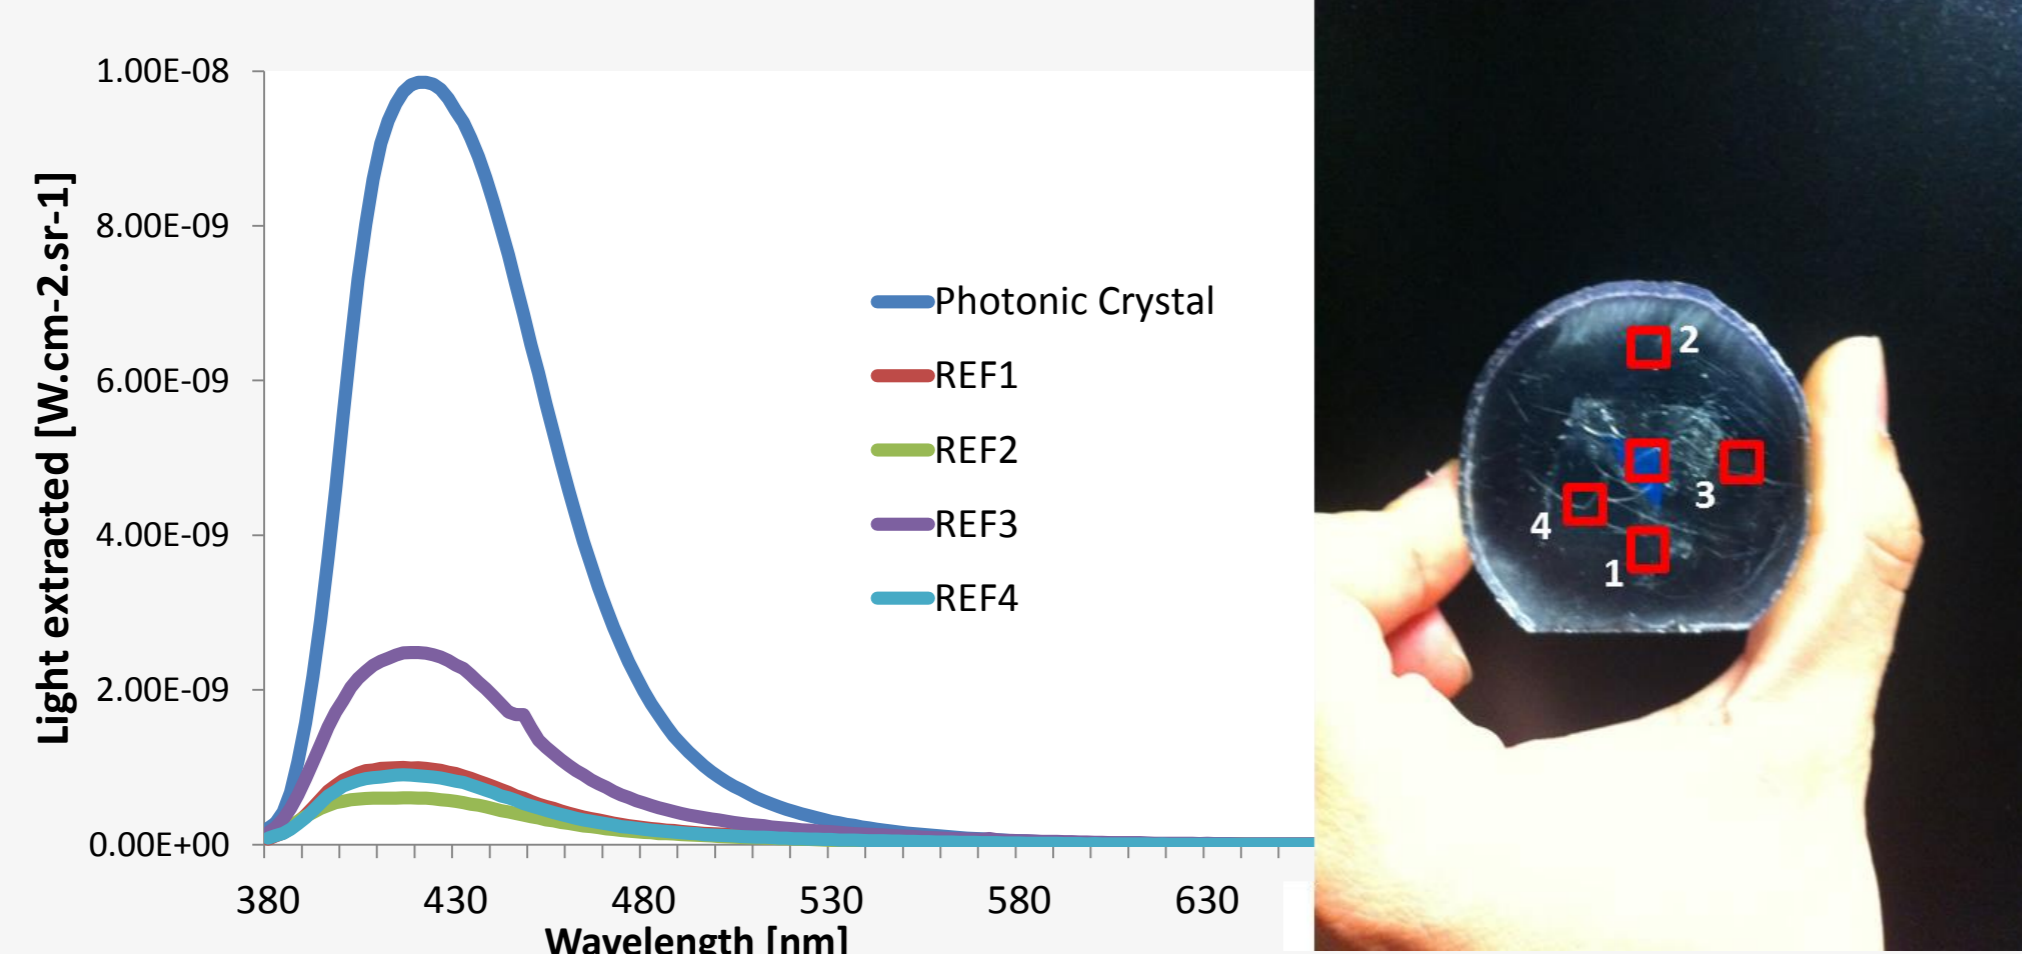 Light extracted [W.cm-2.sr-1]
1.00E-08
8.00E-09
6.00E-09
4.00E-09
2.00E-09
0.00E+00
380 430 480 530 580 630
Wavelength [nm]
Photonic Crystal
REF1
REF2
REF3
REF4
2
3
4
1